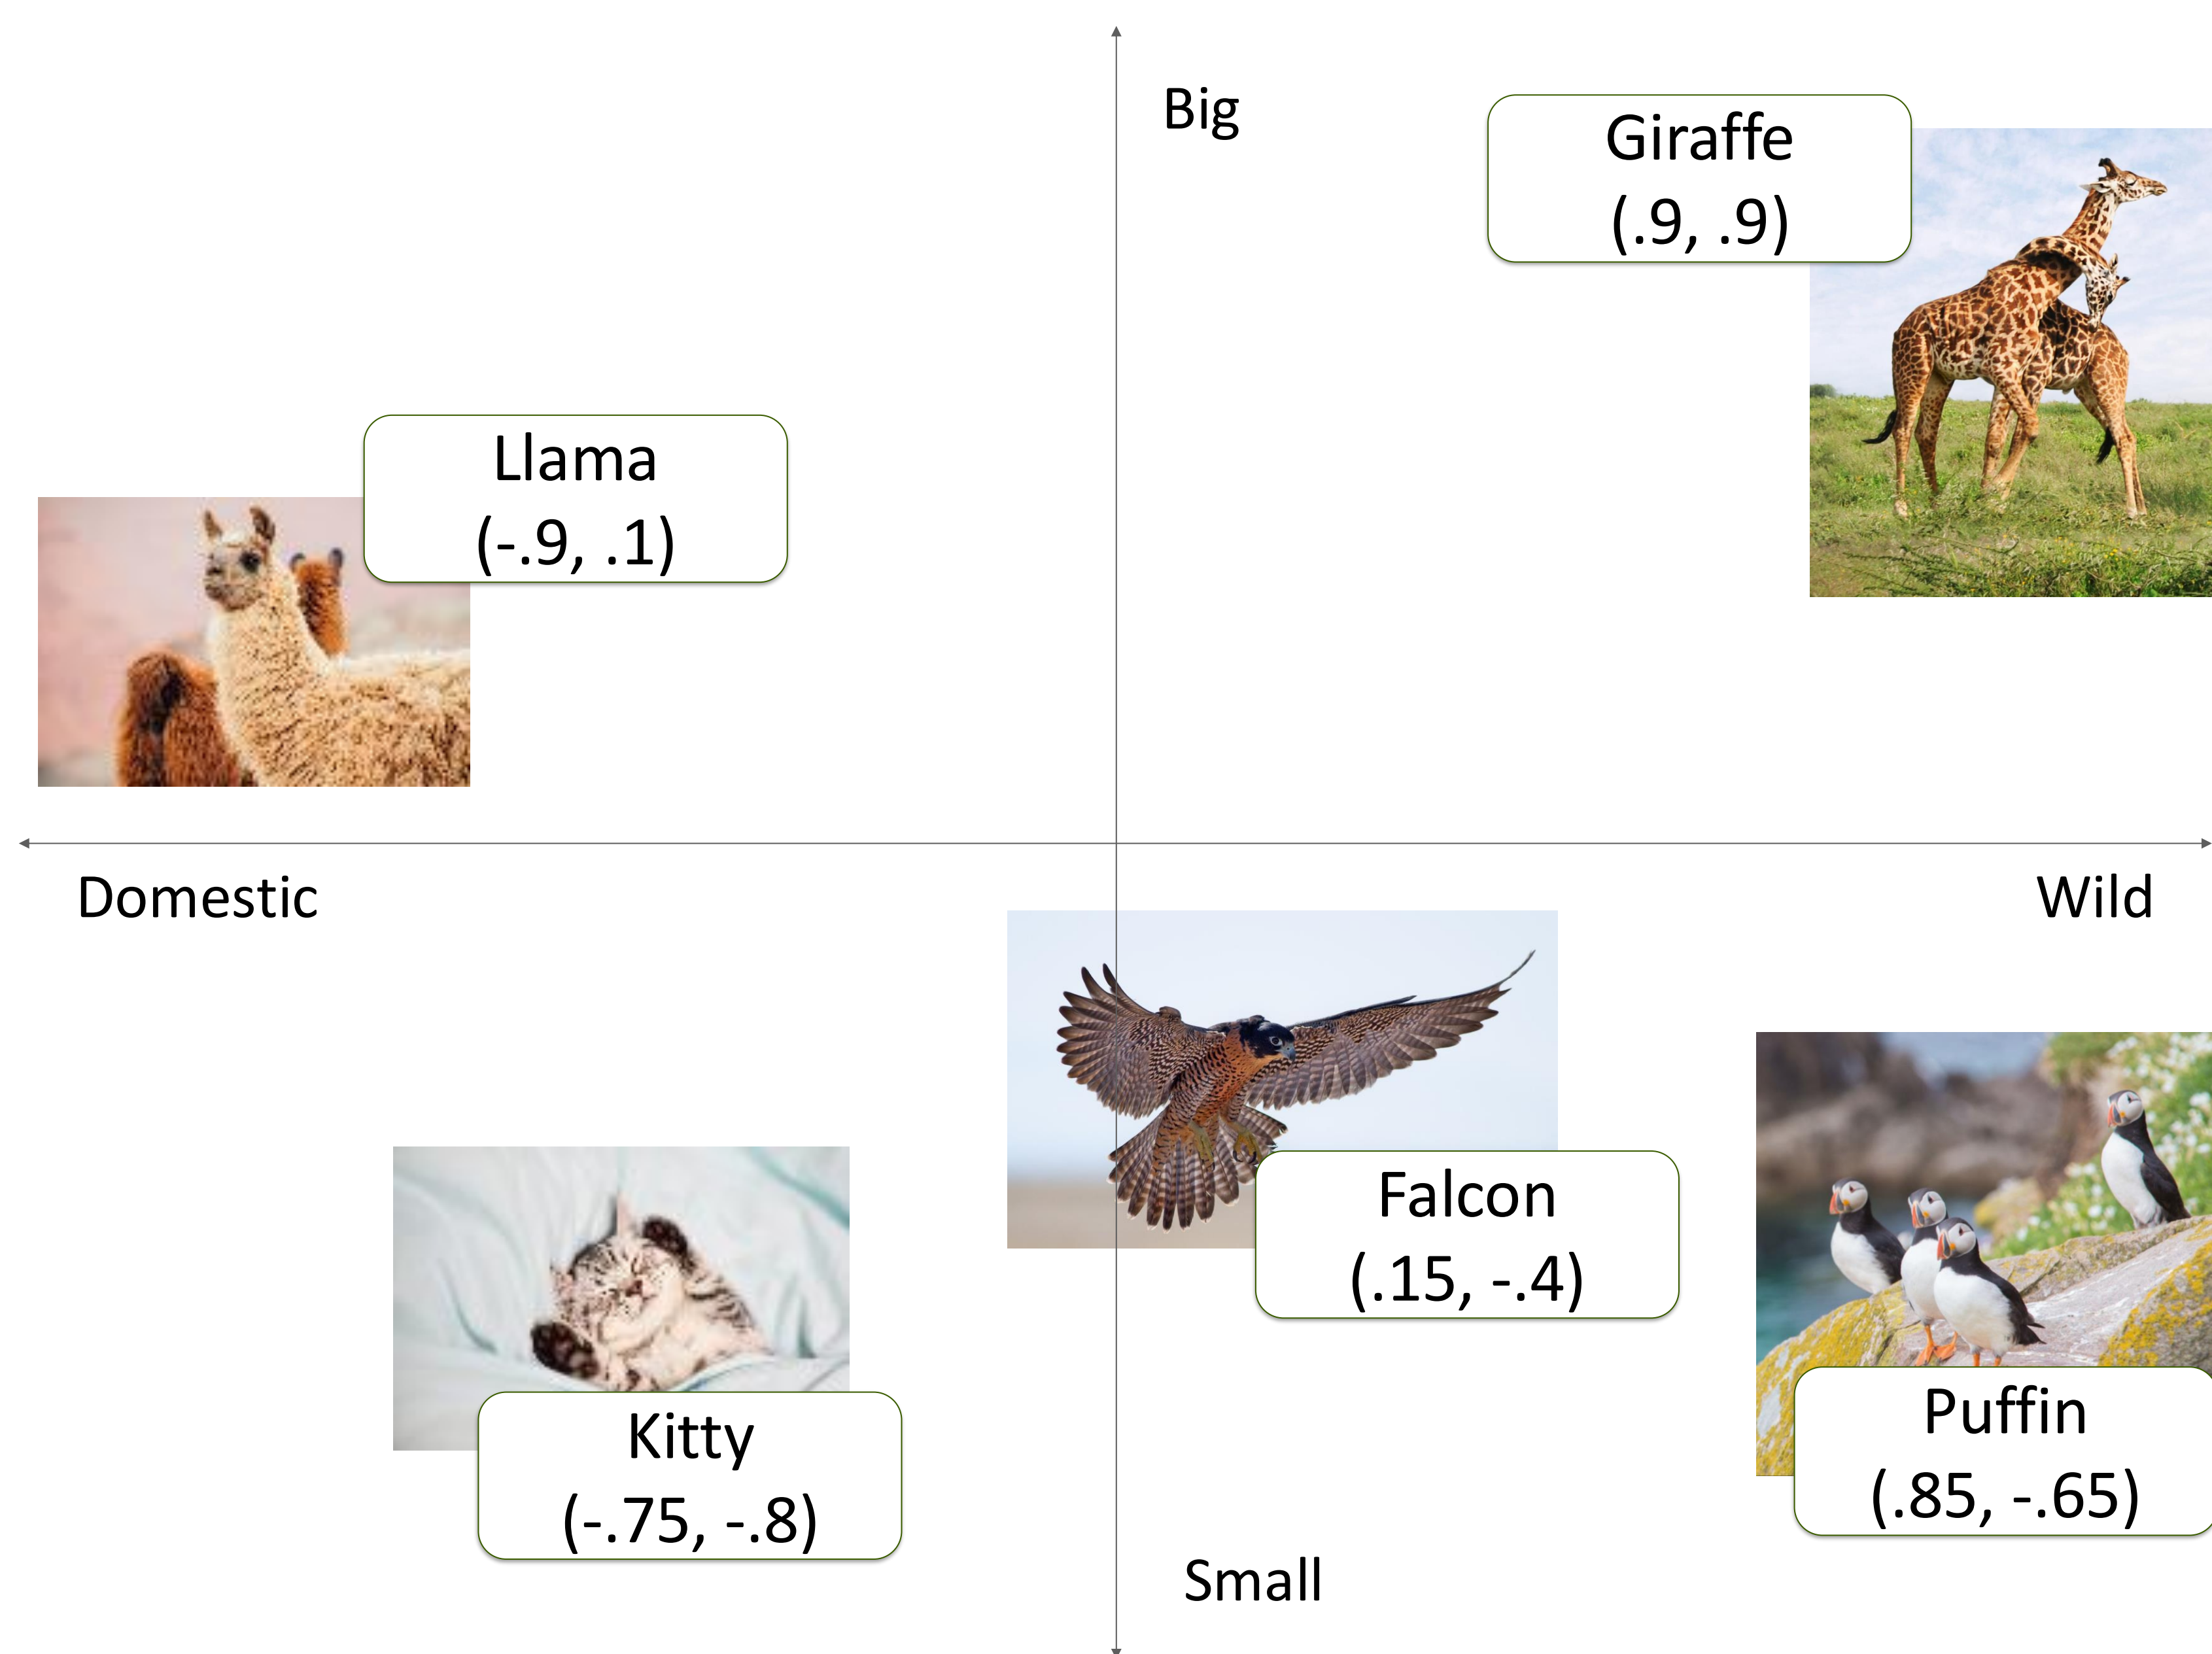 Big
Giraffe
(.9, .9)
Llama
(-.9, .1)
Domestic
Wild
Falcon
(.15, -.4)
Puffin
(.85, -.65)
Kitty
(-.75, -.8)
Small